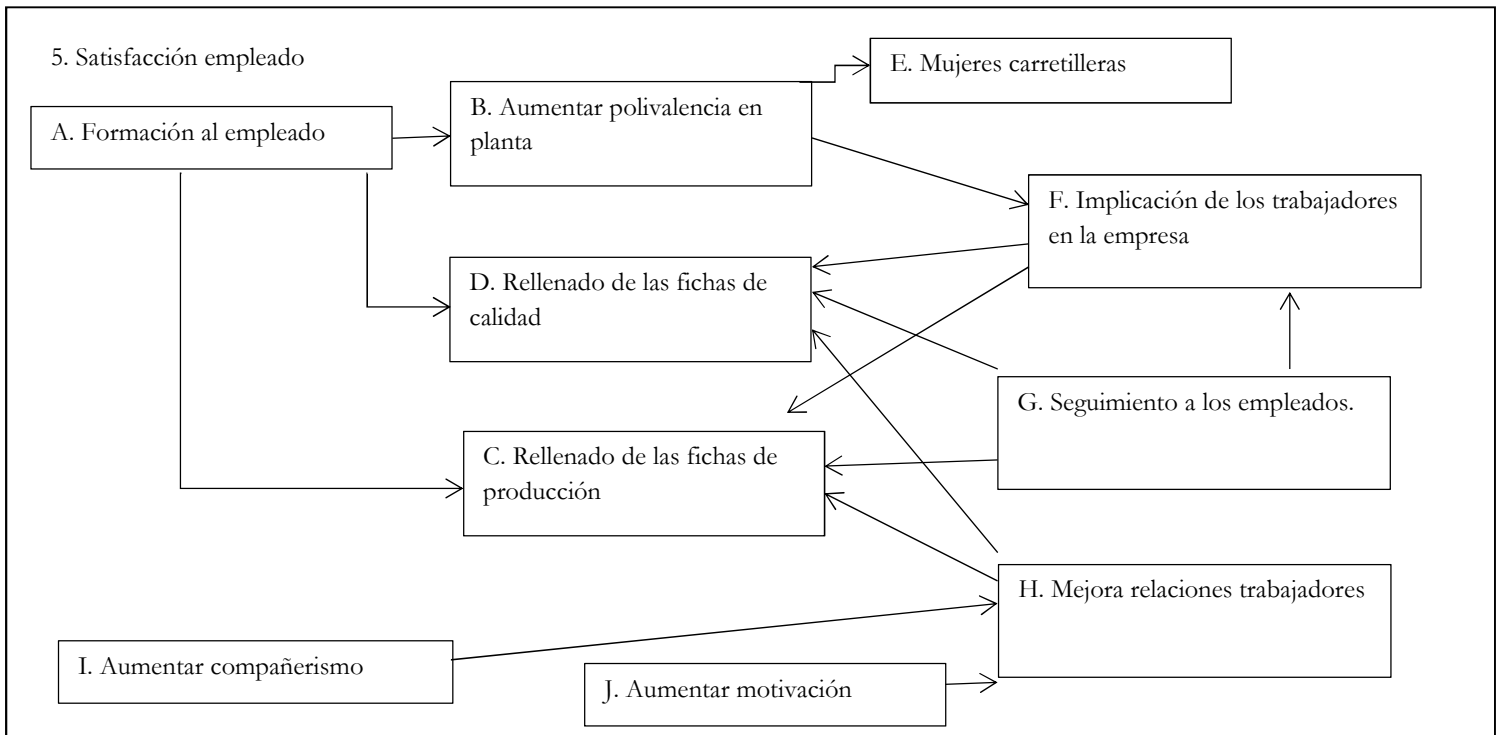 5. Satisfacción empleado
E. Mujeres carretilleras
A. Formación al empleado
B. Aumentar polivalencia en
planta
F. Implicación de los trabajadores
en la empresa
D. Rellenado de las fichas de
calidad
G. Seguimiento a los empleados.
C. Rellenado de las fichas de
producción
H. Mejora relaciones trabajadores
I. Aumentar compañerismo
J. Aumentar motivación